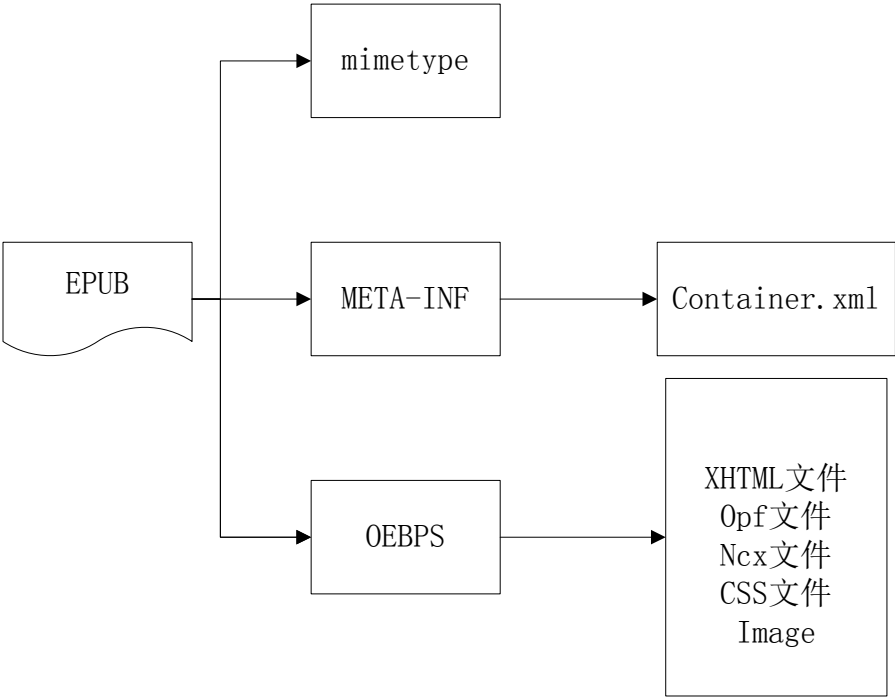 mimetype
EPUB
META-INF
Container.xml
OEBPS
XHTML文件
Opf文件
Ncx文件
CSS文件
Image